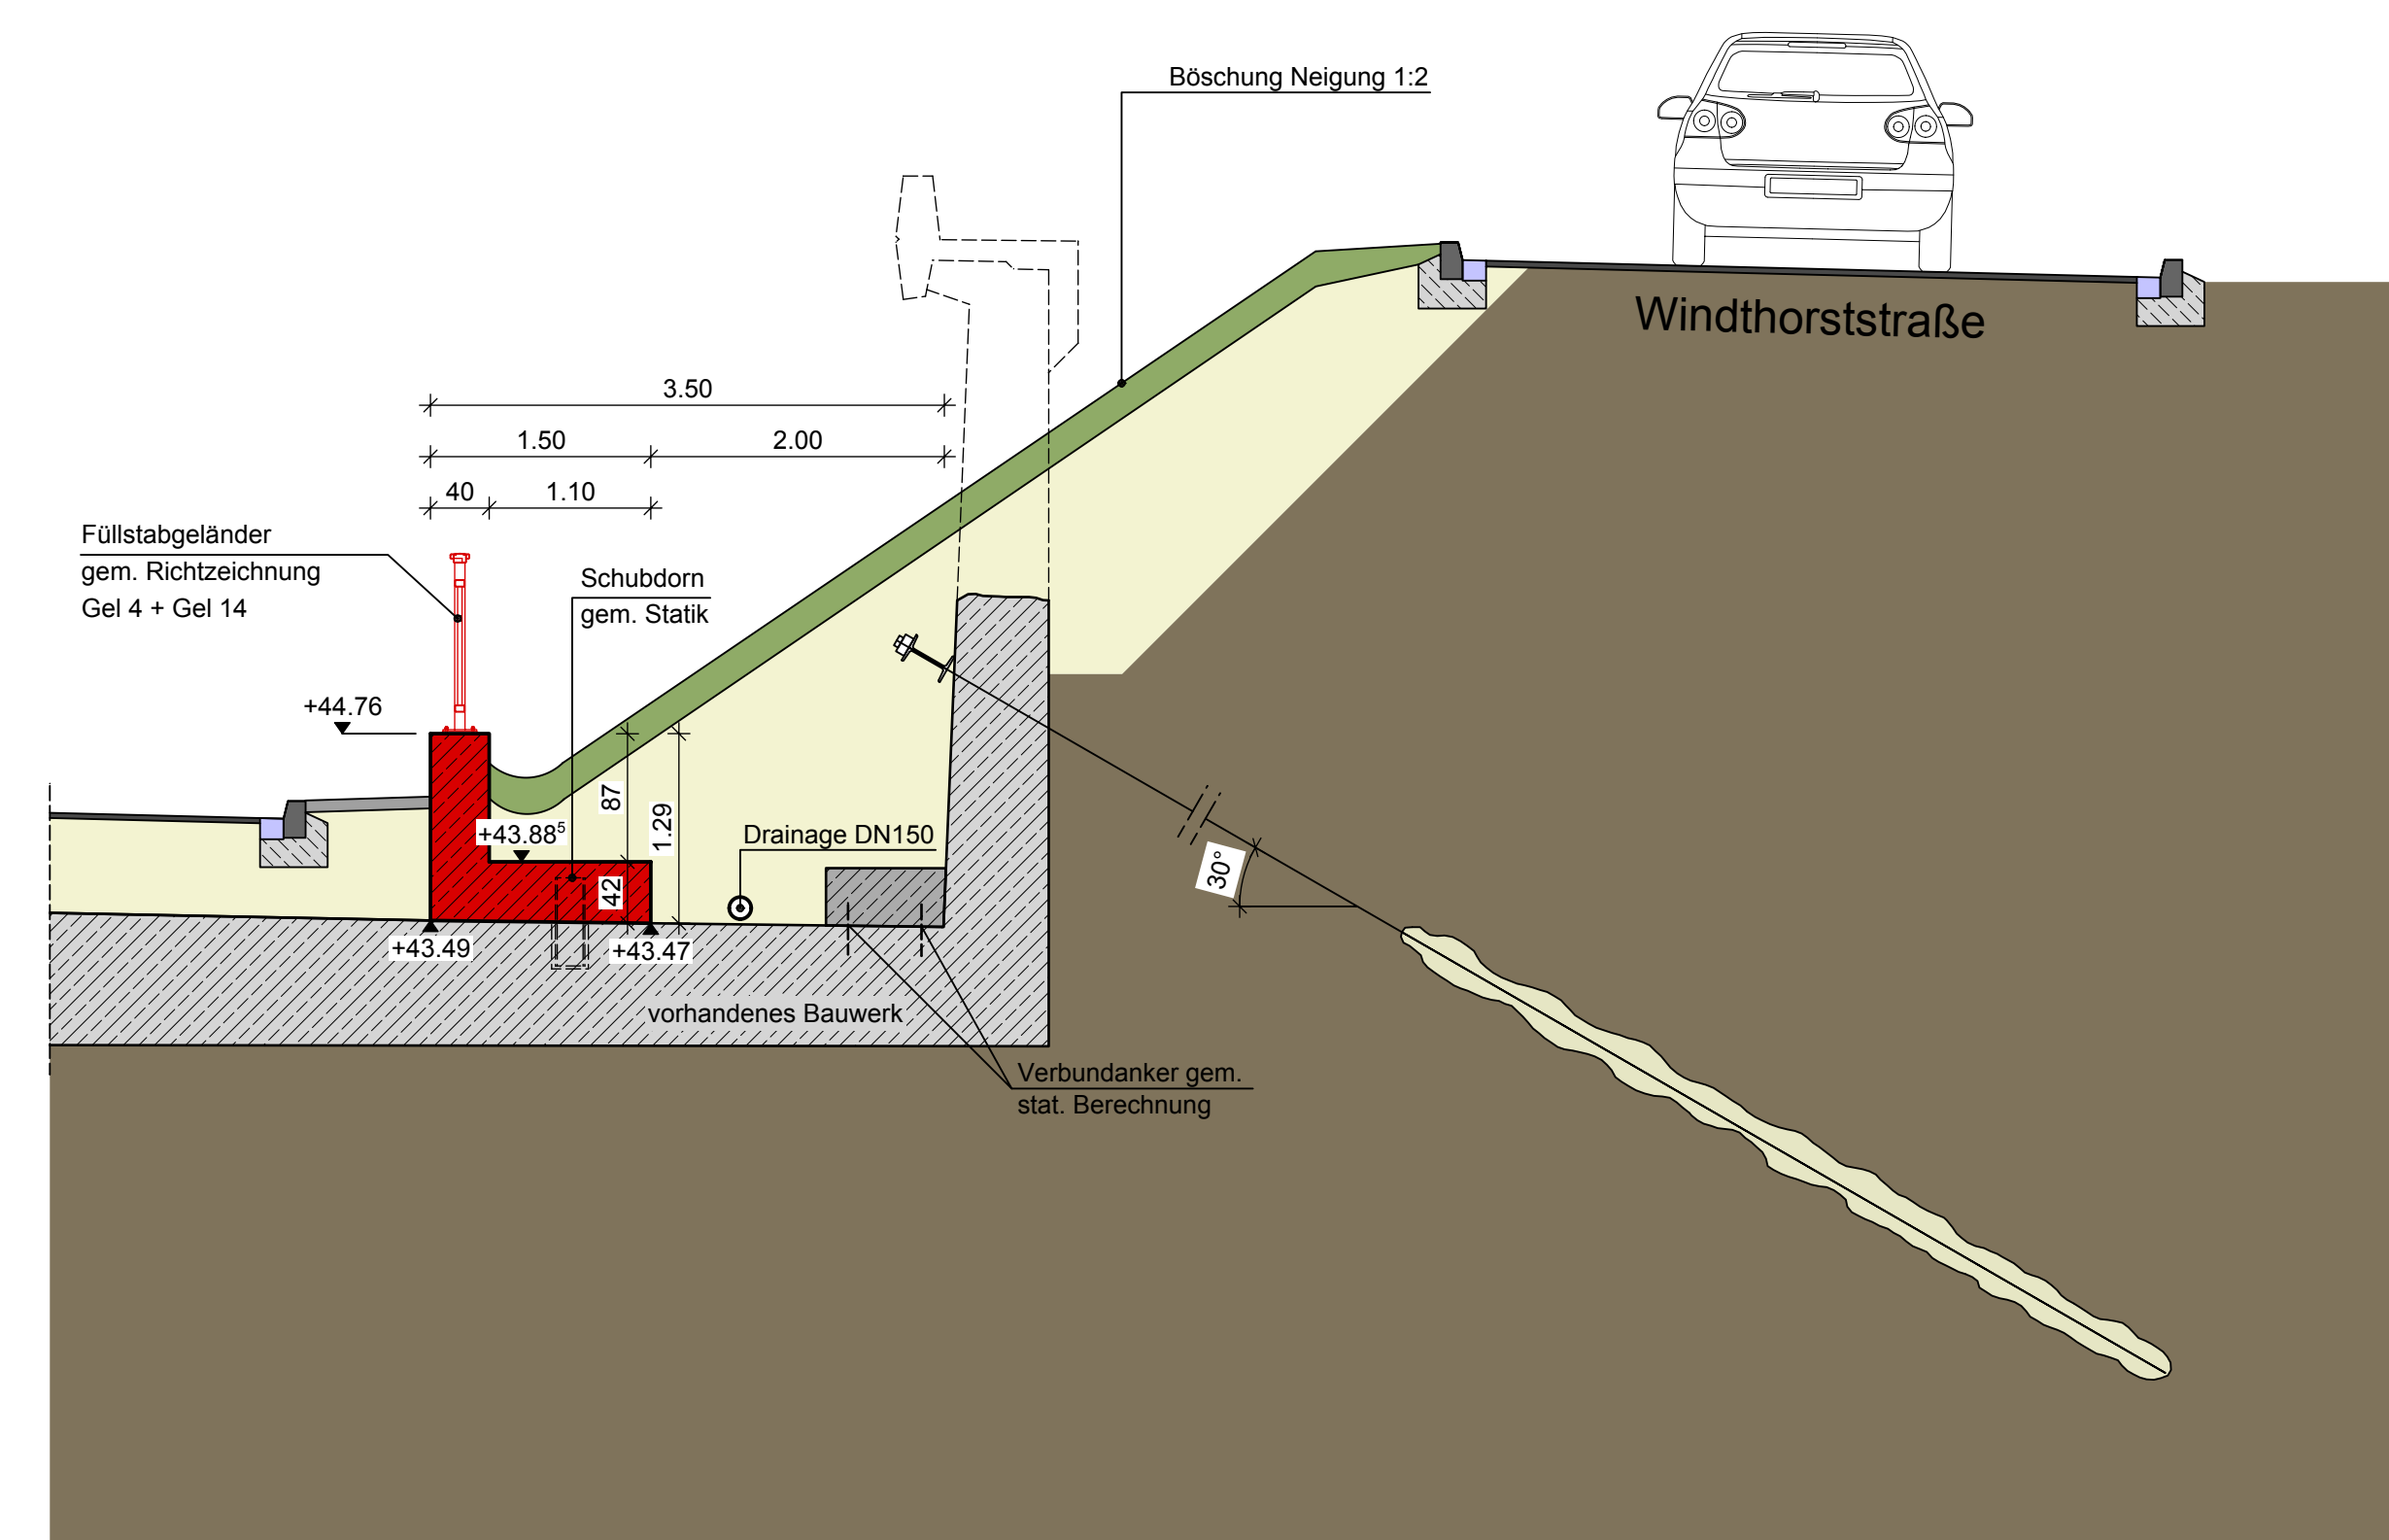 Böschung Neigung 1:2
Windthorststraße
3.50
1.50
2.00
40
1.10
Füllstabgeländer
gem. Richtzeichnung
Gel 4 + Gel 14
Schubdorn
gem. Statik
+44.76
87
1.29
+43.88⁵
Drainage DN150
42
30°
+43.49
+43.47
vorhandenes Bauwerk
Verbundanker gem.
stat. Berechnung